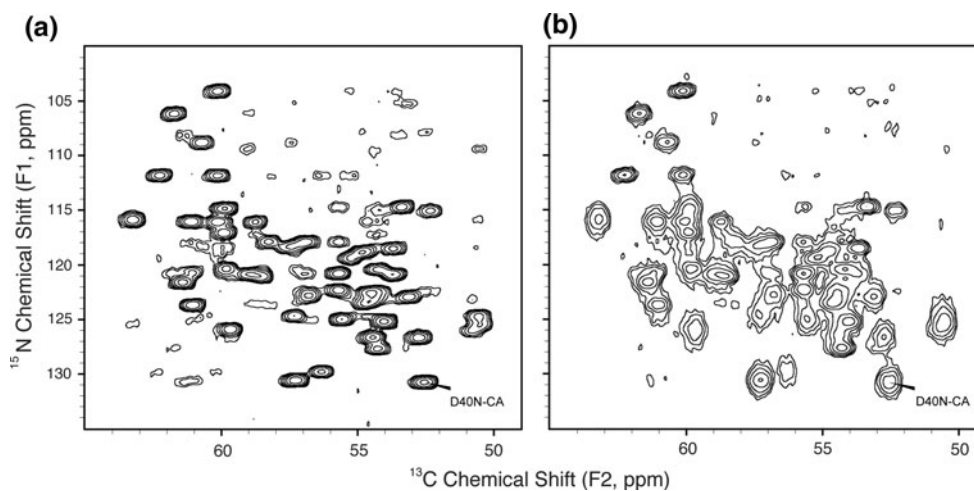 (a)
(b)
105
110
115
120
125
130
¹⁵N Chemical Shift (F1, ppm)
D40N-CA
D40N-CA
60
55
50
60
55
50
¹³C Chemical Shift (F2, ppm)